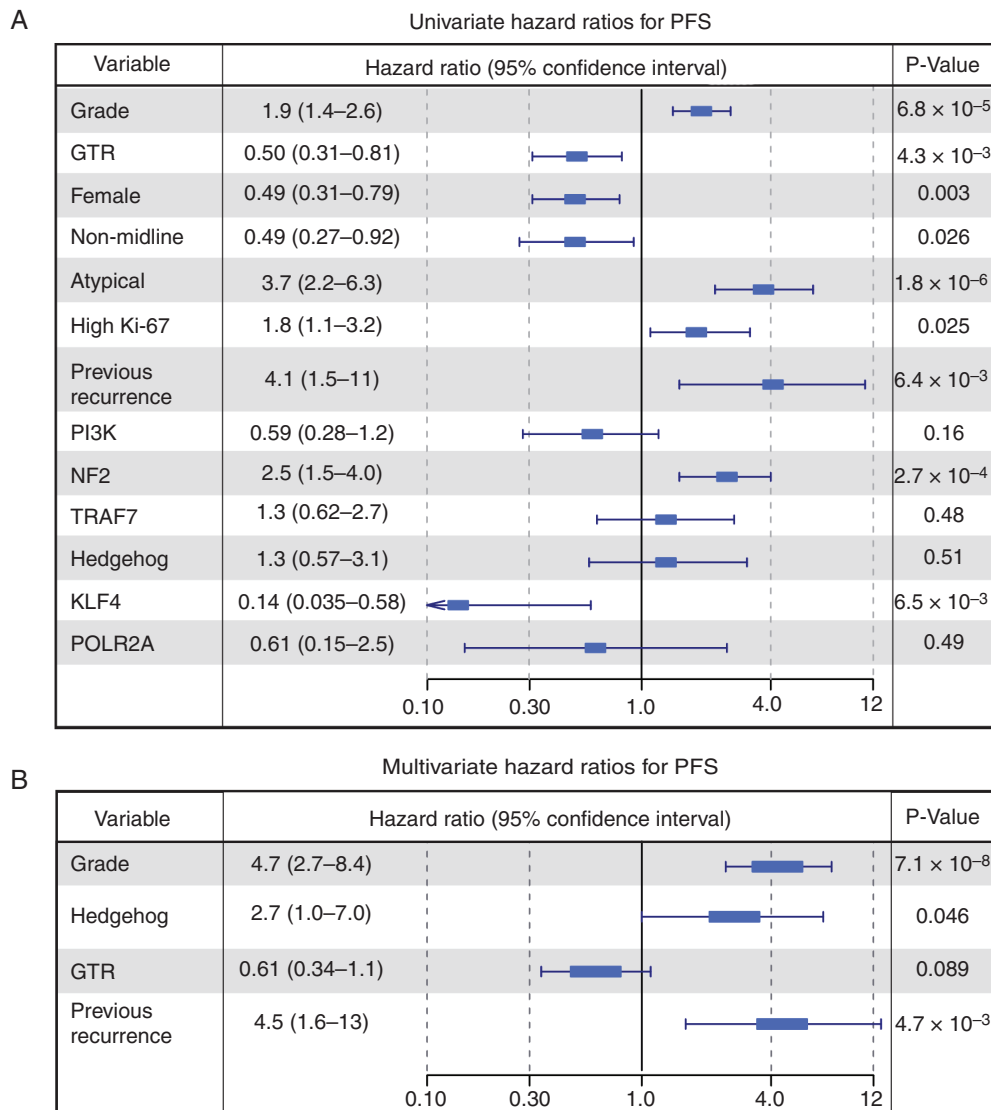 A
Univariate hazard ratios for PFS
Variable Hazard ratio (95% confidence interval) P-Value
Grade 1.9 (1.4–2.6) 6.8 × 10–5
GTR 0.50 (0.31–0.81) 4.3 × 10–3
Female 0.49 (0.31–0.79) 0.003
Non-midline 0.49 (0.27–0.92) 0.026
Atypical 3.7 (2.2–6.3) 1.8 × 10–6
High Ki-67 1.8 (1.1–3.2) 0.025
Previous
recurrence 4.1 (1.5–11) 6.4 × 10–3
PI3K 0.59 (0.28–1.2) 0.16
NF2 2.5 (1.5–4.0) 2.7 × 10–4
TRAF7 1.3 (0.62–2.7) 0.48
Hedgehog 1.3 (0.57–3.1) 0.51
KLF4 0.14 (0.035–0.58) 6.5 × 10–3
POLR2A 0.61 (0.15–2.5) 0.49
0.10 0.30 1.0 4.0 12
B
Multivariate hazard ratios for PFS
Variable Hazard ratio (95% confidence interval) P-Value
Grade 4.7 (2.7–8.4) 7.1 × 10–8
Hedgehog 2.7 (1.0–7.0) 0.046
GTR 0.61 (0.34–1.1) 0.089
Previous
recurrence 4.5 (1.6–13) 4.7 × 10–3
0.10 0.30 1.0 4.0 12